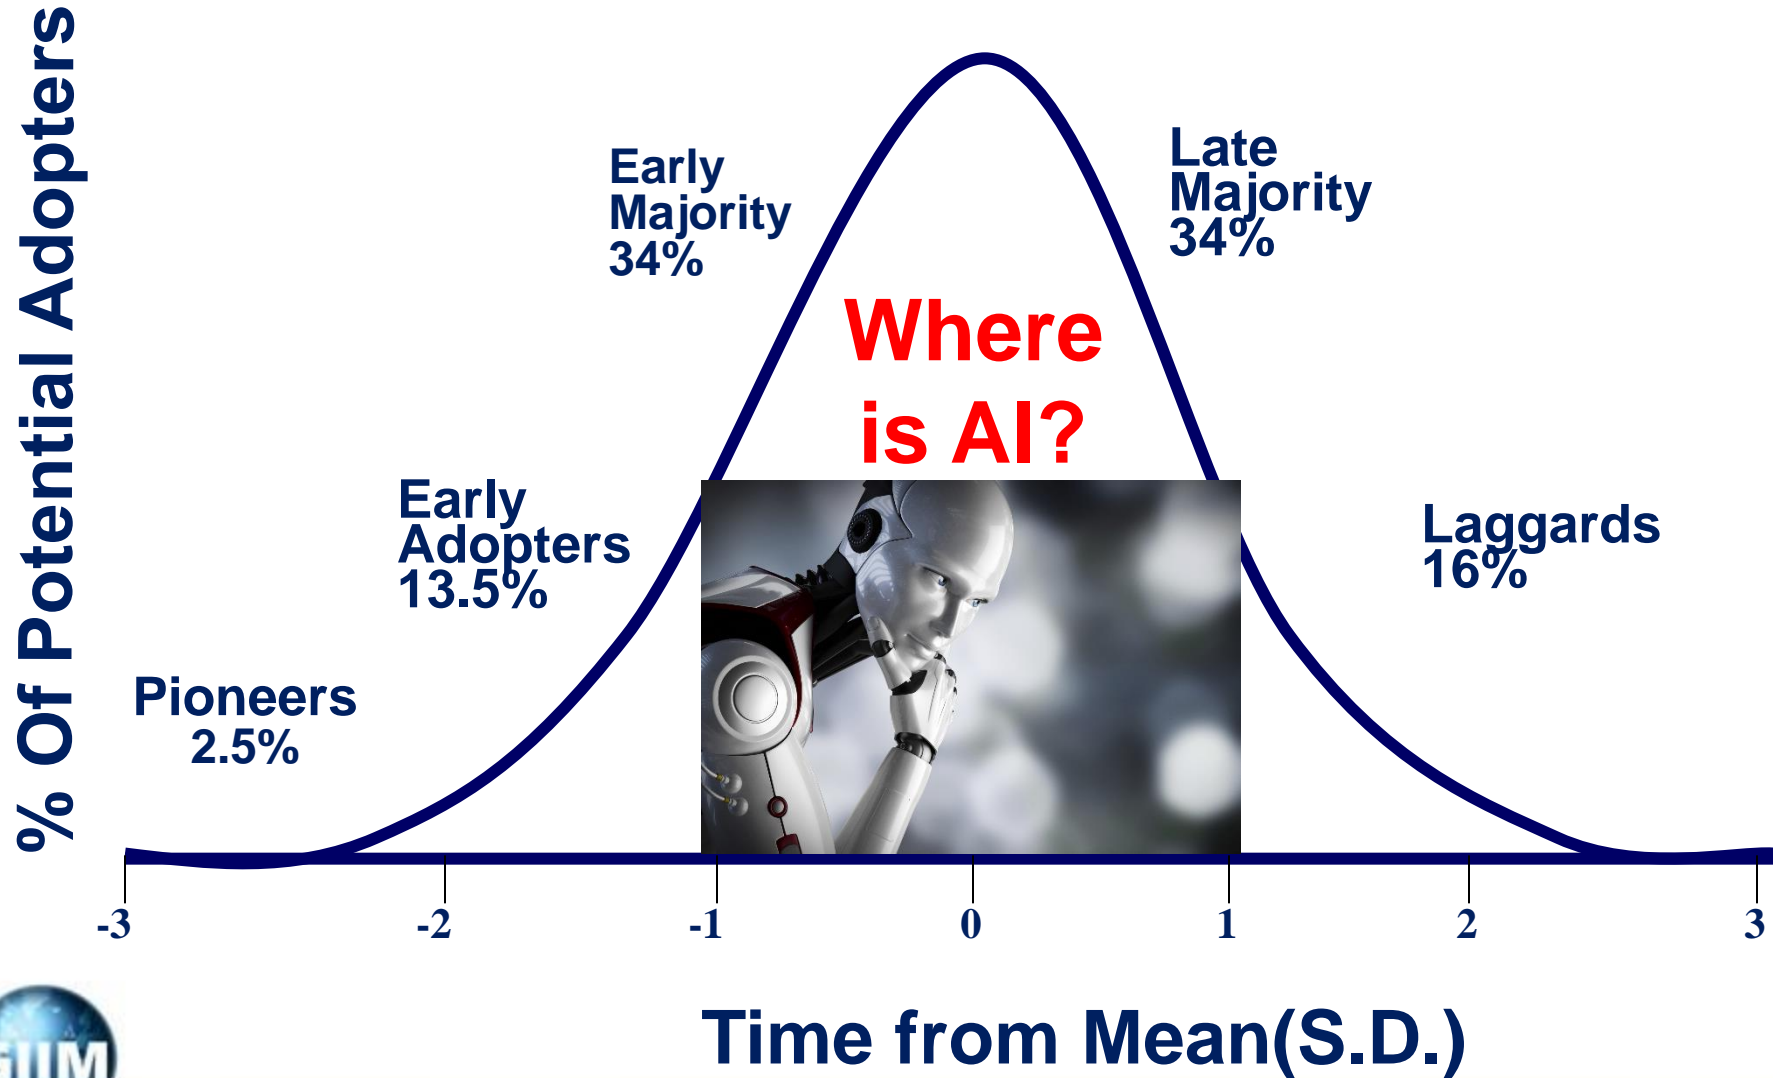 % Of Potential Adopters
Early
Majority
34%
Late
Majority
34%
Where
is AI?
Early
Adopters
13.5%
Laggards
16%
Pioneers
2.5%
-3 -2 -1 0 1 2 3
Time from Mean(S.D.)